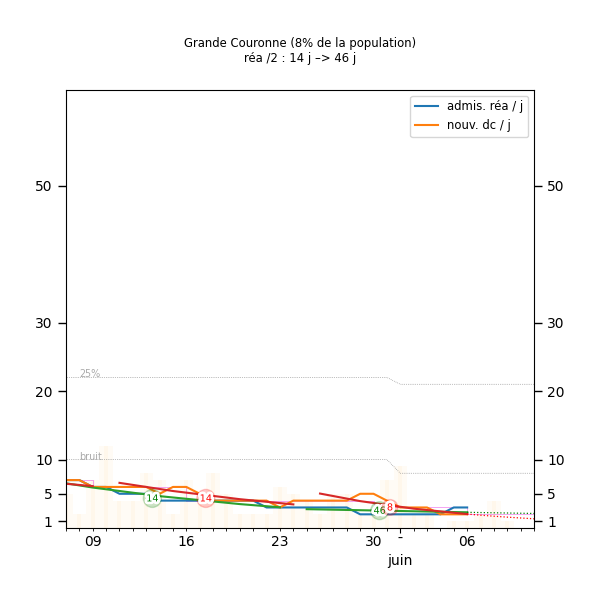 Grande Couronne (8% de la population)
réa /2 : 14 j –> 46 j
admis. réa / j
nouv. dc / j
50 50
30 30
25%
20 20
bruit
10 10
14 14
5 5
46 8
1 1
09 16 23 30 06
juin